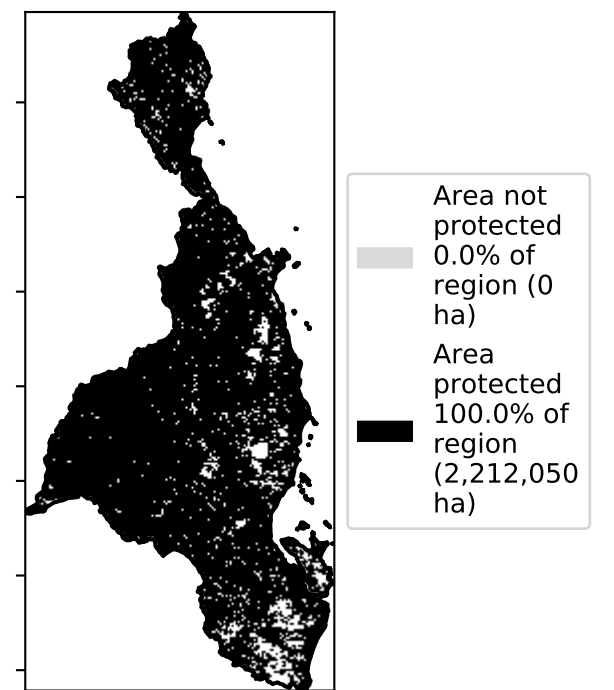 Area not
protected
0.0% of
region (0
ha)
Area
protected
100.0% of
region
(2,212,050
ha)